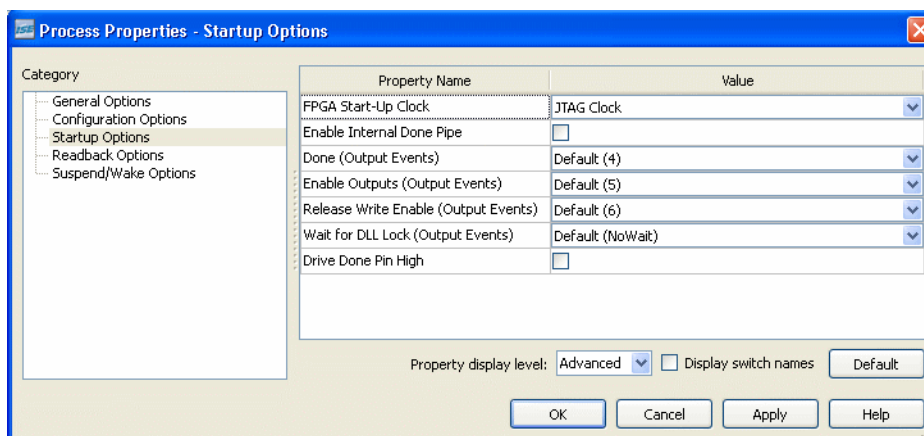 ISE Process Properties - Startup Options
Category
General Options
Configuration Options
Startup Options
Readback Options
Suspend/Wake Options
Property Name Value
FPGA Start-Up Clock JTAG Clock
Enable Internal Done Pipe
Done (Output Events) Default (4)
Enable Outputs (Output Events) Default (5)
Release Write Enable (Output Events) Default (6)
Wait for DLL Lock (Output Events) Default (NoWait)
Drive Done Pin High
Property display level: Advanced Display switch names Default
OK Cancel Apply Help